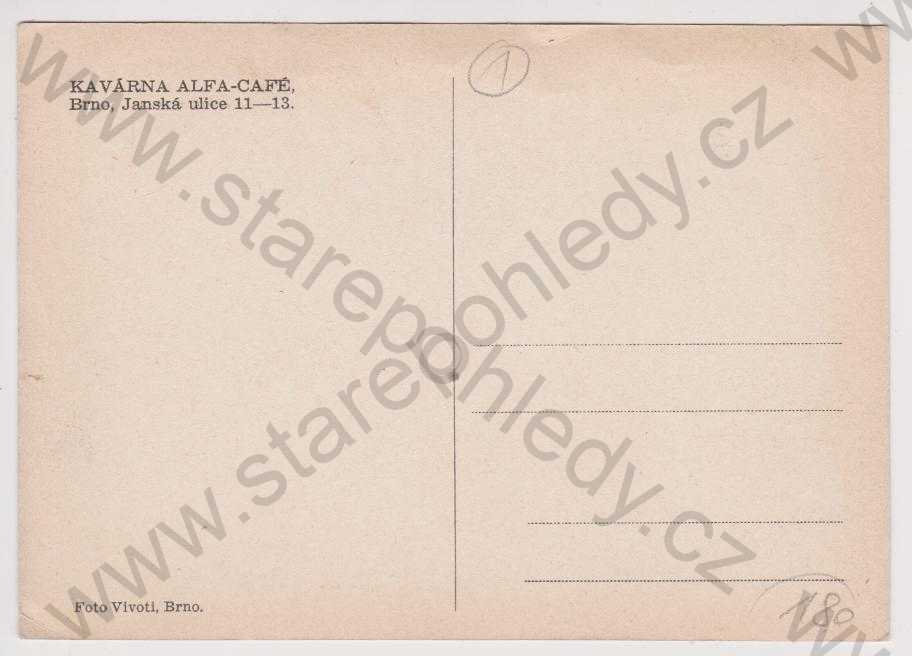 KAVÁRNA ALFA-CAFÉ,
Brno, Janská ulice 11—13.
1
www.starepohledy.cz
www.starepohledy.cz
Foto Vivoti, Brno.
180